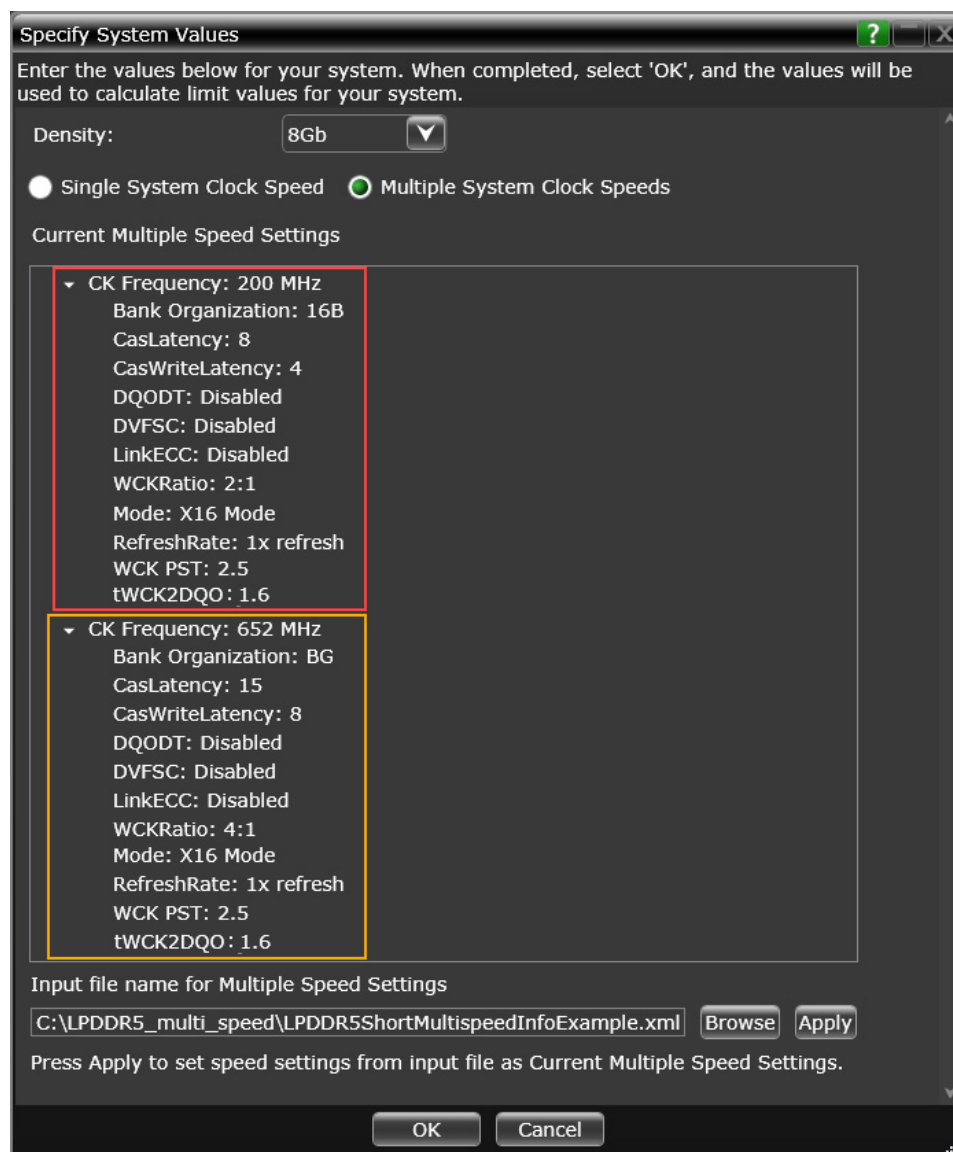 Specify System Values
?
X
Enter the values below for your system. When completed, select 'OK', and the values will be
used to calculate limit values for your system.
Density: 8Gb
Single System Clock Speed Multiple System Clock Speeds
Current Multiple Speed Settings
CK Frequency: 200 MHz
Bank Organization: 16B
CasLatency: 8
CasWriteLatency: 4
DQODT: Disabled
DVFSC: Disabled
LinkECC: Disabled
WCKRatio: 2:1
Mode: X16 Mode
RefreshRate: 1x refresh
WCK PST: 2.5
tWCK2DQO: 1.6
CK Frequency: 652 MHz
Bank Organization: BG
CasLatency: 15
CasWriteLatency: 8
DQODT: Disabled
DVFSC: Disabled
LinkECC: Disabled
WCKRatio: 4:1
Mode: X16 Mode
RefreshRate: 1x refresh
WCK PST: 2.5
tWCK2DQO: 1.6
Input file name for Multiple Speed Settings
C:\LPDDR5_multi_speed\LPDDR5ShortMultispeedInfoExample.xml Browse Apply
Press Apply to set speed settings from input file as Current Multiple Speed Settings.
OK Cancel